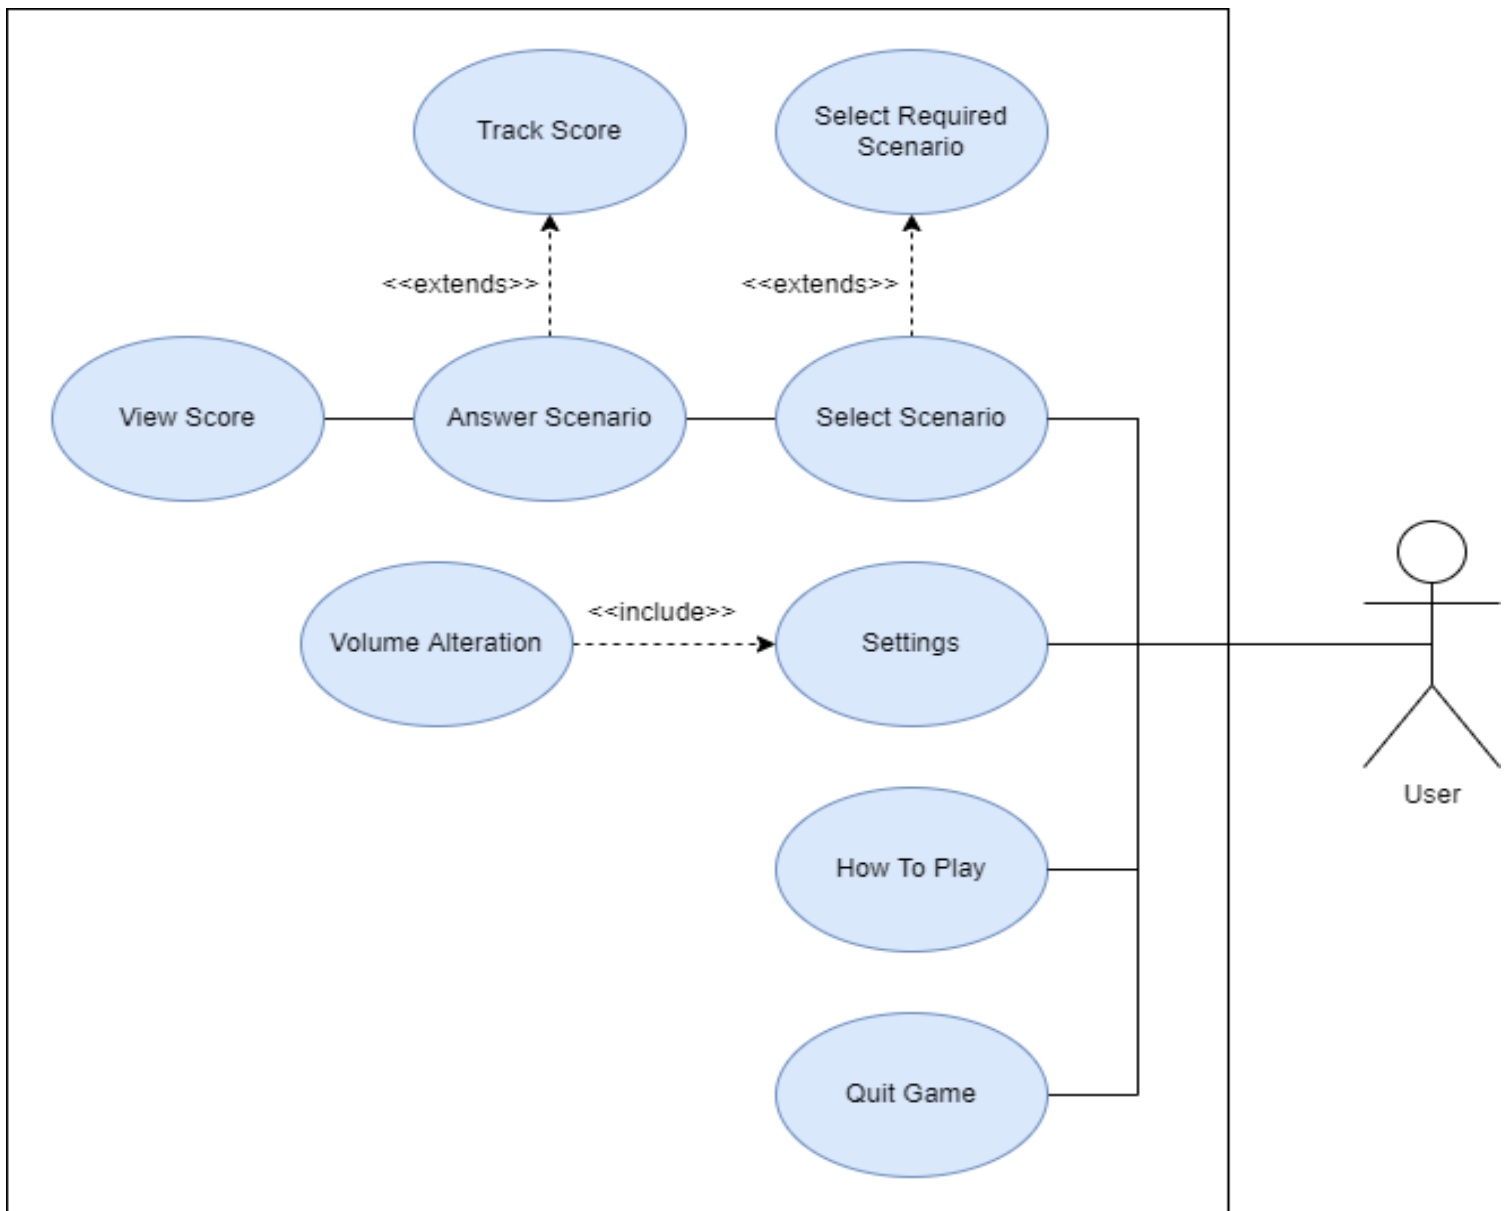 Track Score
Select Required
Scenario
<<extends>>
<<extends>>
View Score
Answer Scenario
Select Scenario
Volume Alteration
<<include>>
Settings
User
How To Play
Quit Game